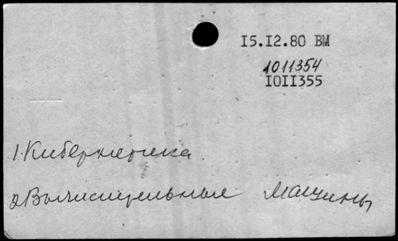 15.12.80 ВМ
1011354
1011355
1. Кибернетика
2. Вычислительные машины